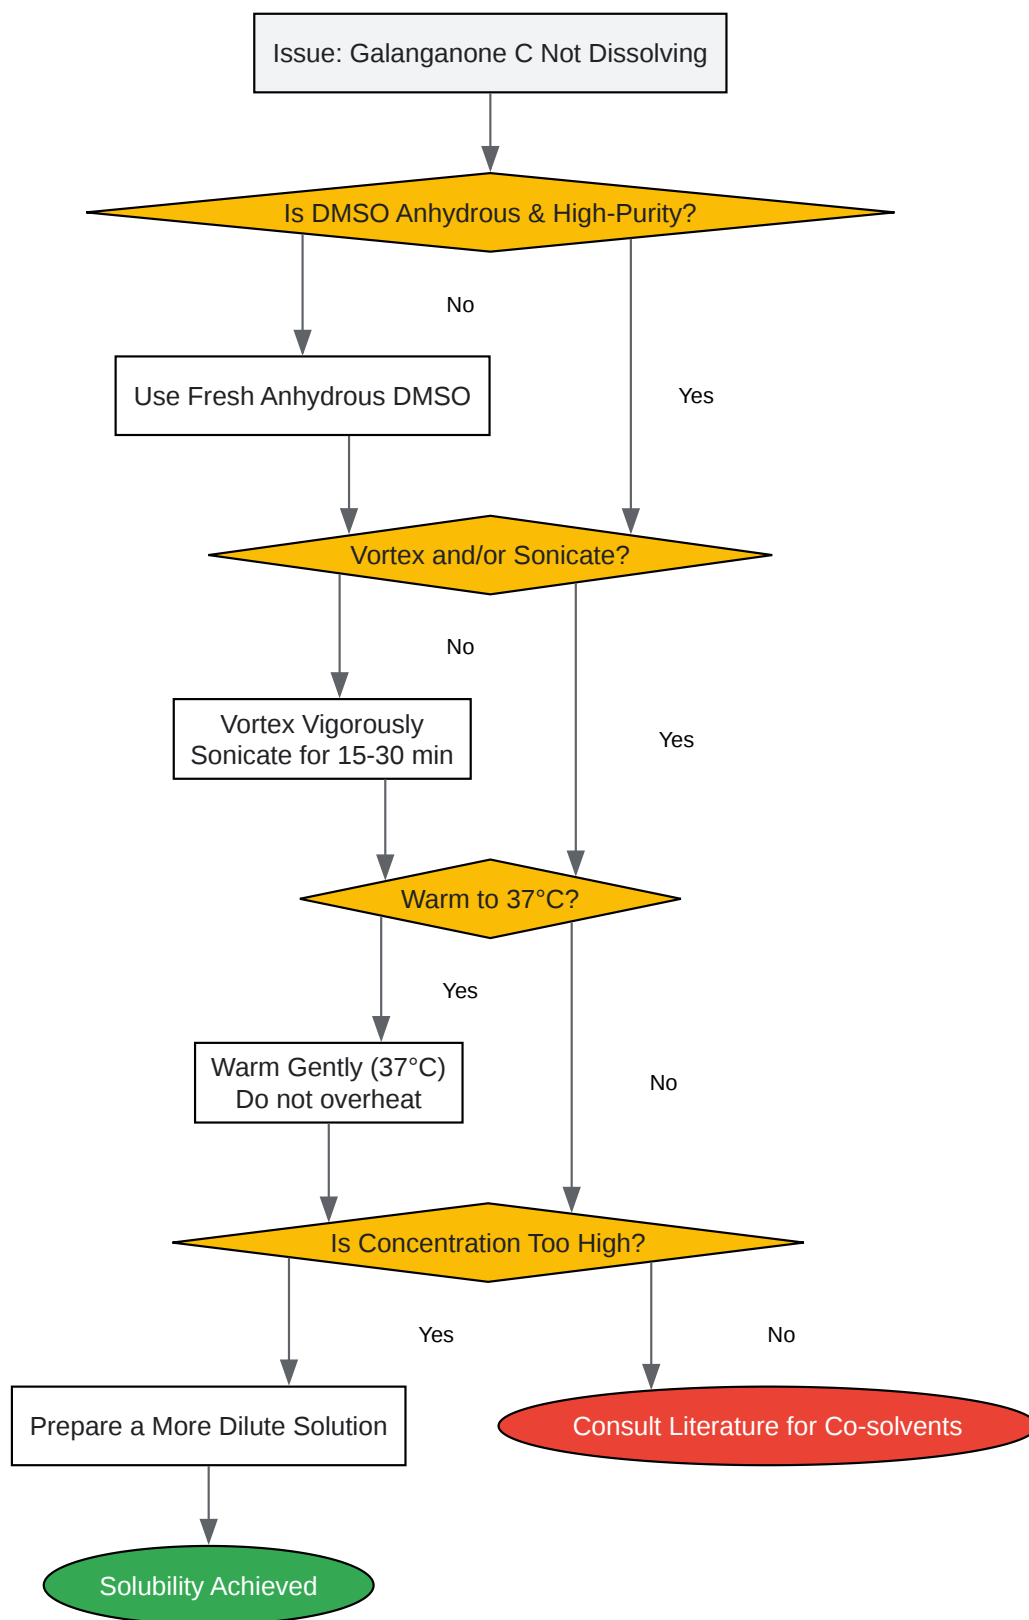 Issue: Galanganone C Not Dissolving
Is DMSO Anhydrous & High-Purity?
No
Use Fresh Anhydrous DMSO
Yes
Vortex and/or Sonicate?
No
Vortex Vigorously
Sonicate for 15-30 min
Yes
Warm to 37°C?
Yes
Warm Gently (37°C)
Do not overheat
No
Is Concentration Too High?
Yes
No
Prepare a More Dilute Solution
Consult Literature for Co-solvents
Solubility Achieved